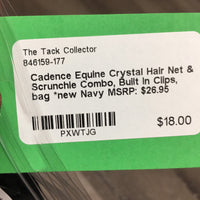 The Tack Collector
846159-177
Cadence Equine Crystal Hair Net &
Scrunchie Combo, Built In Clips,
bag *new Navy MSRP: $26.95
PXWTJG
$18.00